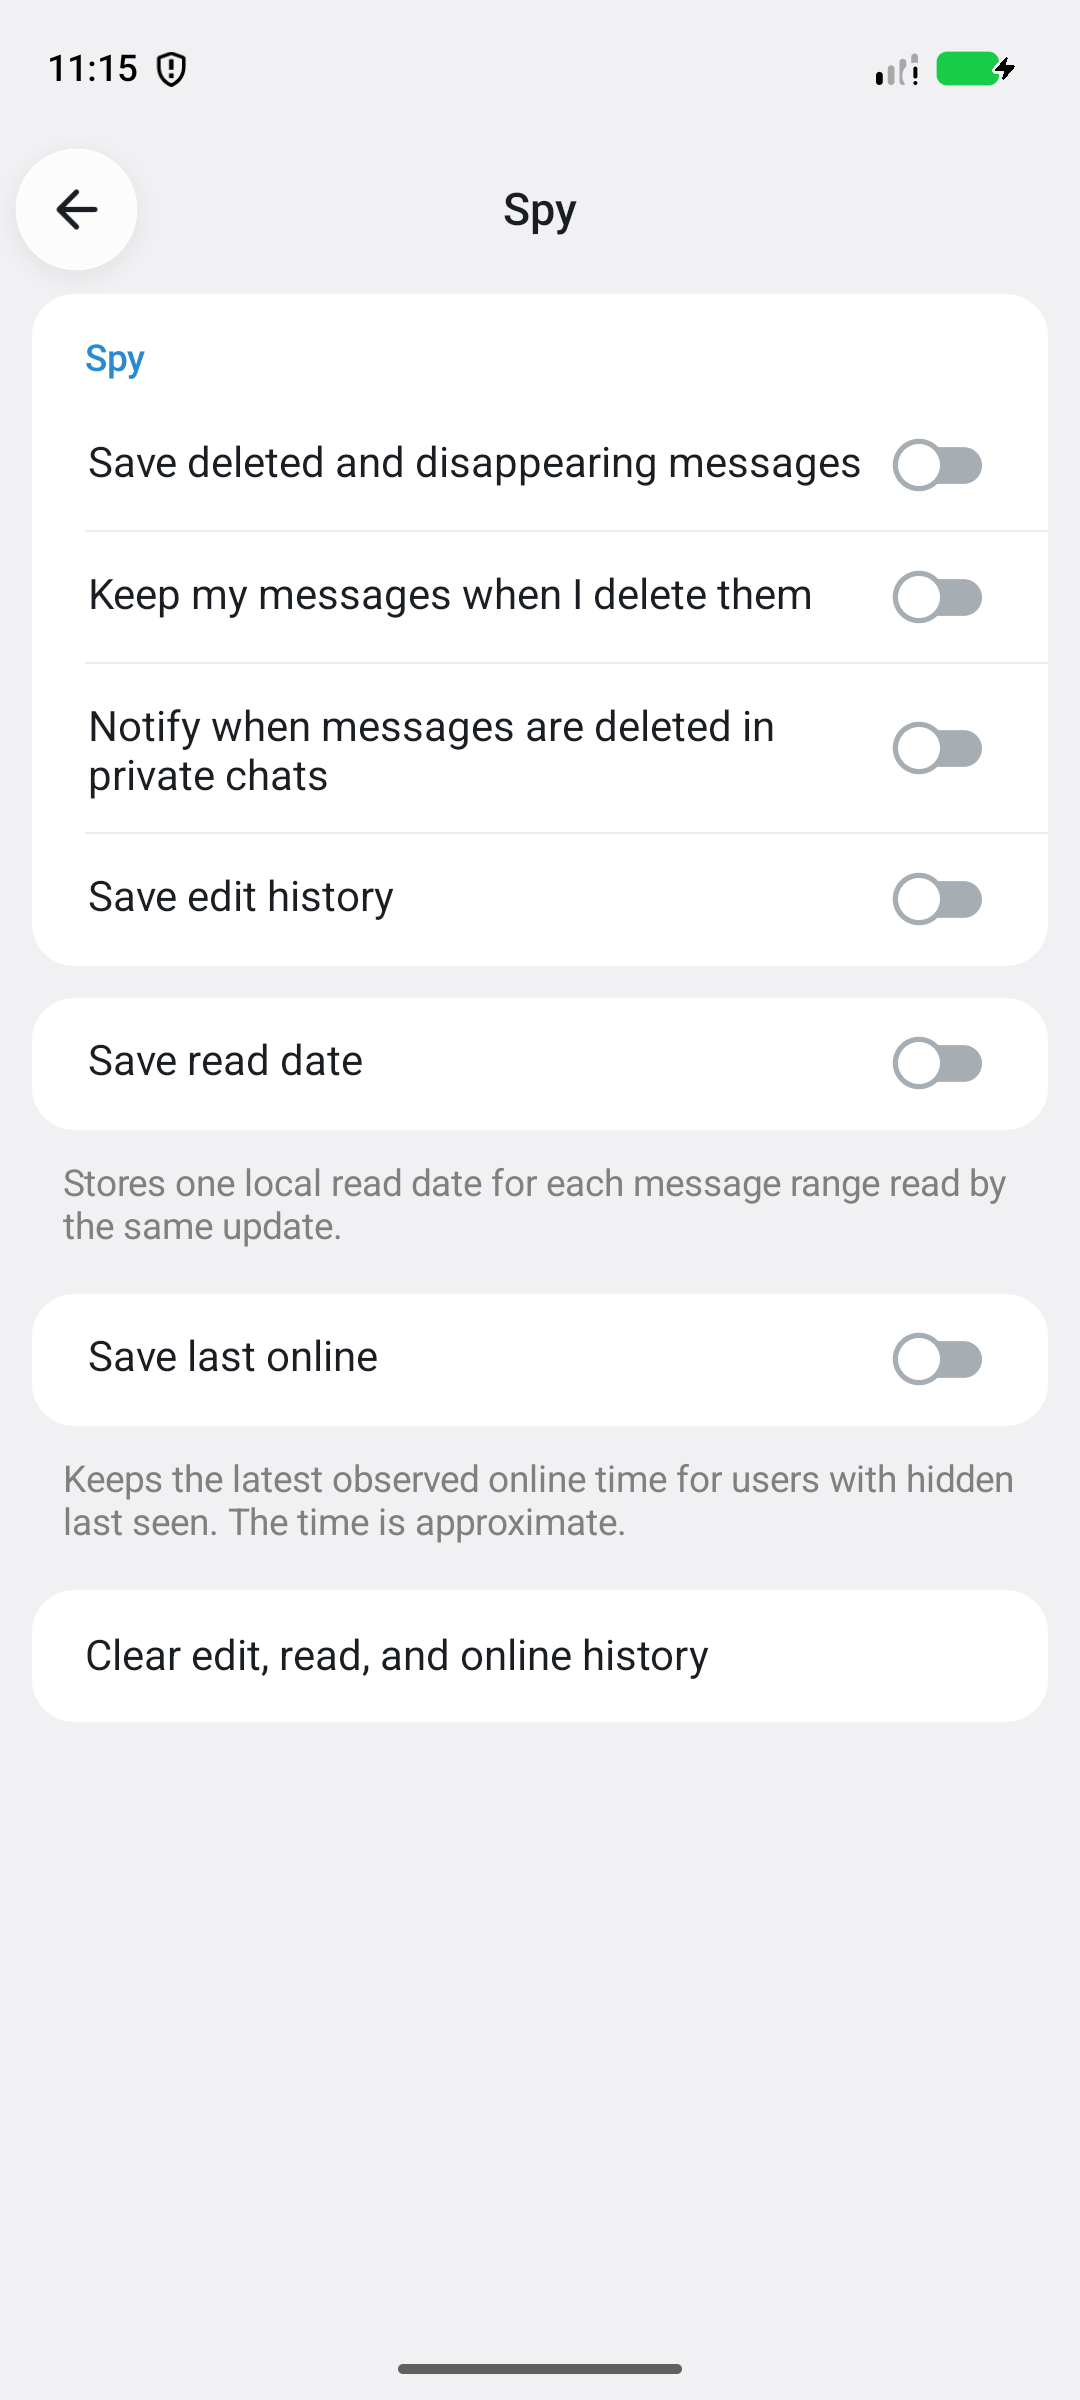 11:15
Spy
Spy
Save deleted and disappearing messages
Keep my messages when I delete them
Notify when messages are deleted in
private chats
Save edit history
Save read date
Stores one local read date for each message range read by
the same update.
Save last online
Keeps the latest observed online time for users with hidden
last seen. The time is approximate.
Clear edit, read, and online history